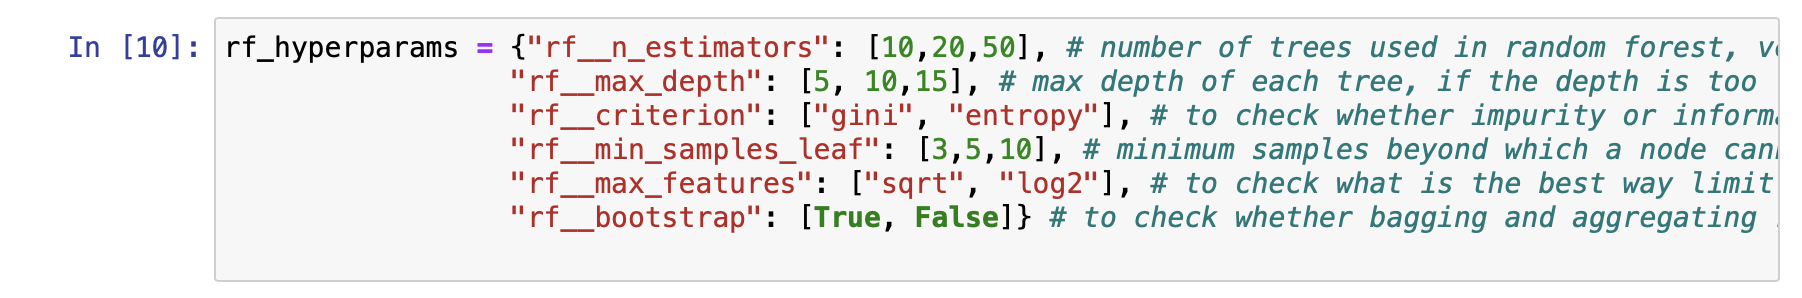 In [10]: rf_hyperparams = {"rf__n_estimators": [10,20,50], # number of trees used in random forest,
"rf__max_depth": [5, 10,15], # max depth of each tree, if the depth is too
"rf__criterion": ["gini", "entropy"], # to check whether impurity or
"rf__min_samples_leaf": [3,5,10], # minimum samples beyond which a node
"rf__max_features": ["sqrt", "log2"], # to check what is the best way limit
"rf__bootstrap": [True, False]} # to check whether bagging and aggregating